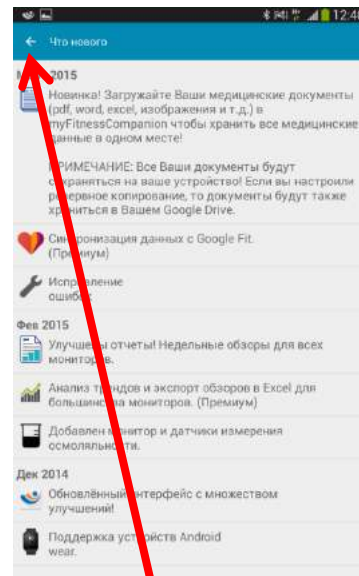 12:4
Что нового
2015
Новинка! Загружайте Ваши медицинские документы
(pdf, word, excel, изображения и т.д.) в
myFitnessCompanion чтобы хранить все медицинские
данные в одном месте!
ПРИМЕЧАНИЕ: Все Ваши документы будут
сохраняться на ваше устройство! Если вы настроили
резервное копирование, то документы будут также
храниться в Вашем Google Drive.
Синхронизация данных с Google Fit.
(Премиум)
Исправление
ошибок
Фев 2015
Улучшены отчеты! Недельные обзоры для всех
мониторов.
Анализ трендов и экспорт обзоров в Excel для
большинства мониторов. (Премиум)
Добавлен монитор и датчики измерения
осмоляльности.
Дек 2014
Обновлённый интерфейс с множеством
улучшений!
Поддержка устройств Android
wear.